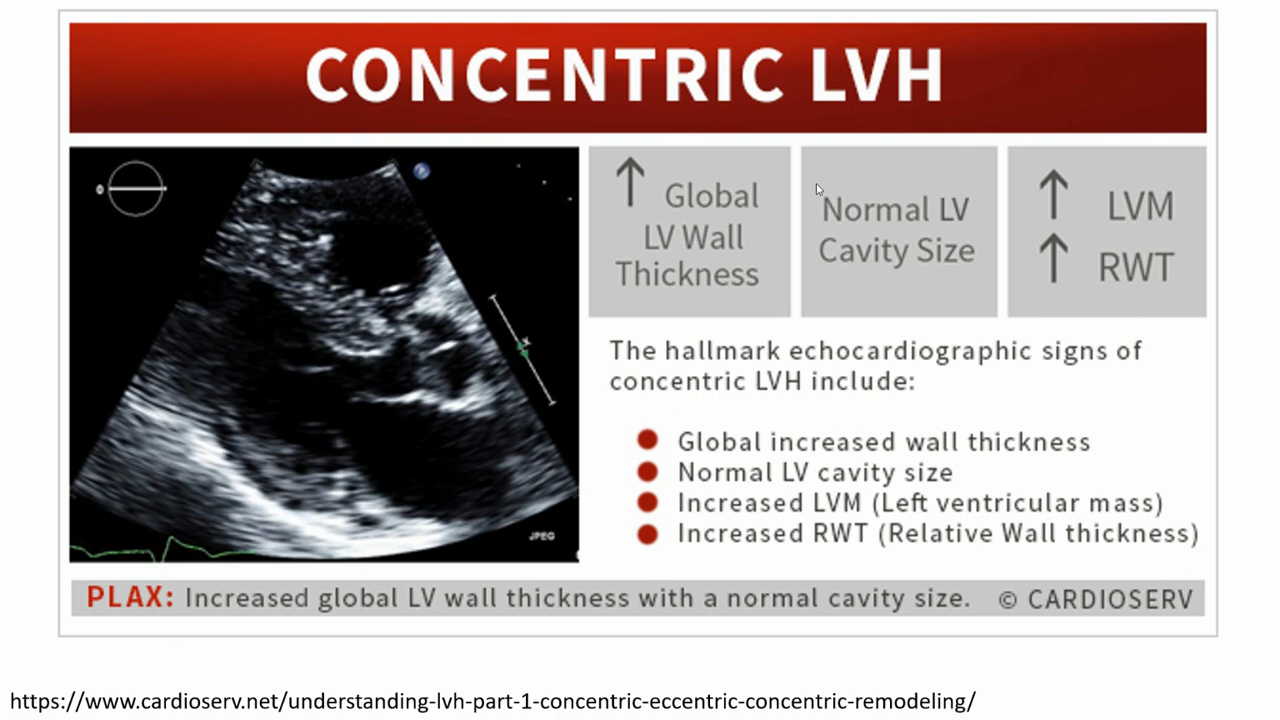 CONCENTRIC LVH
↑ Global
LV Wall
Thickness
Normal LV
Cavity Size
↑ LVM
↑ RWT
The hallmark echocardiographic signs of
concentric LVH include:
Global increased wall thickness
Normal LV cavity size
Increased LVM (Left ventricular mass)
Increased RWT (Relative Wall thickness)
JPEG
PLAX: Increased global LV wall thickness with a normal cavity size. © CARDIOSERV
https://www.cardioserv.net/understanding-lvh-part-1-concentric-eccentric-concentric-remodeling/